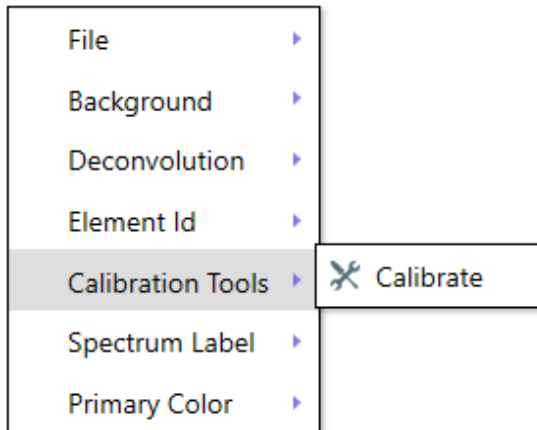 File
Background
Deconvolution
Element Id
Calibration Tools
Calibrate
Spectrum Label
Primary Color